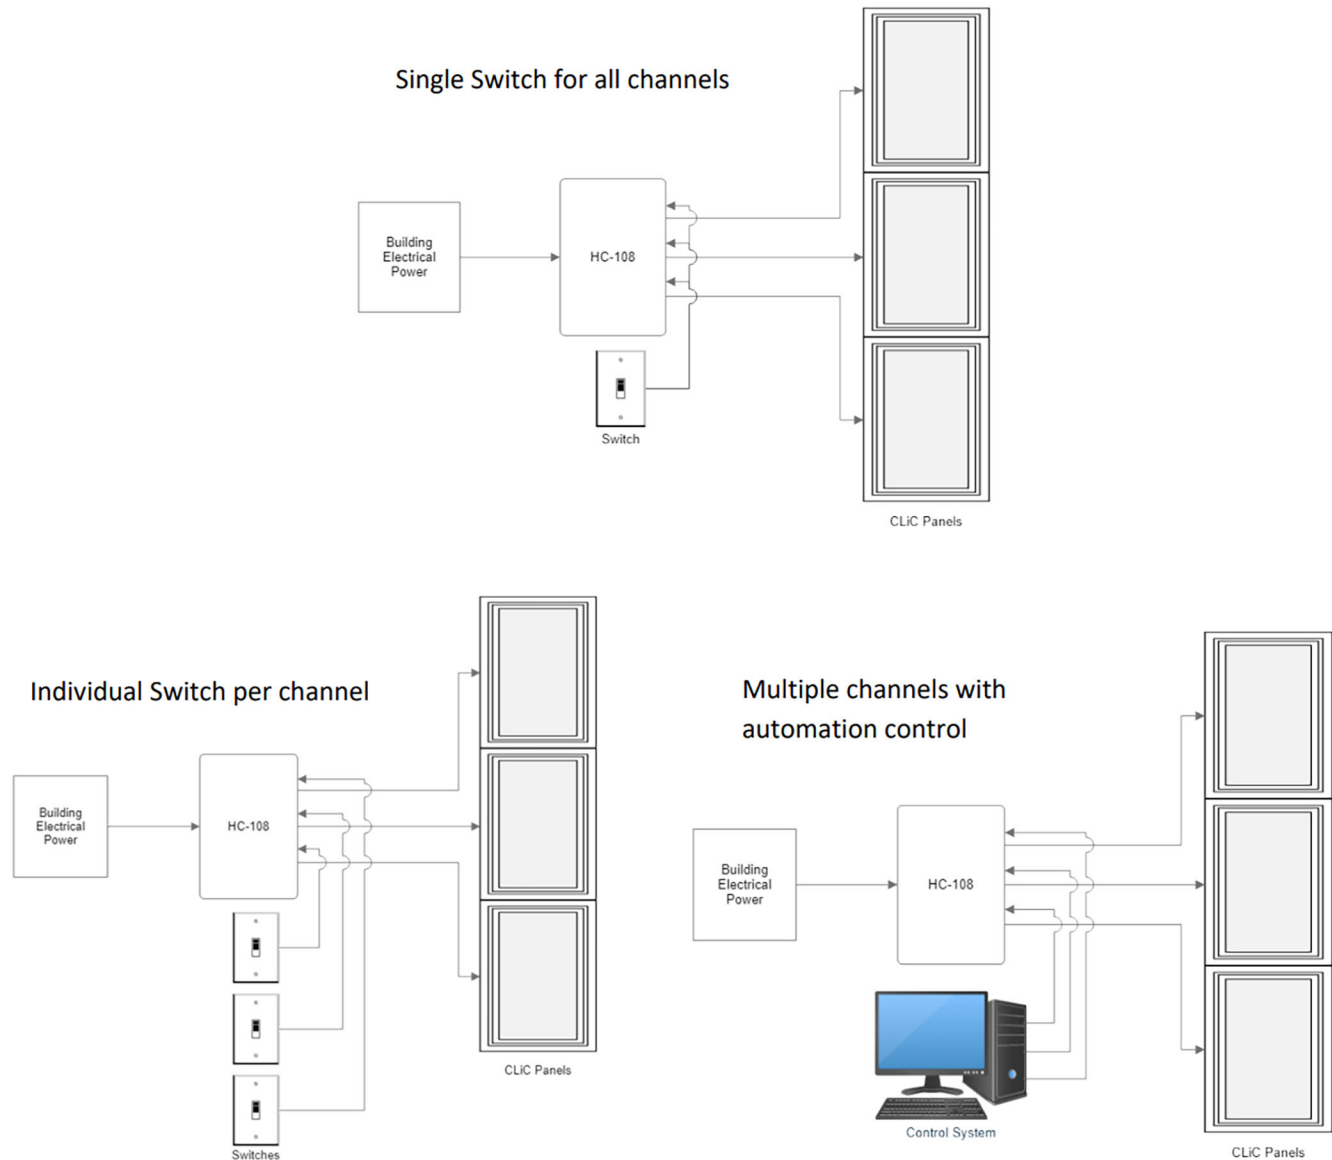 Single Switch for all channels
Building
Electrical
Power
HC-108
Switch
CLiC Panels
Individual Switch per channel
Building
Electrical
Power
HC-108
Switches
CLiC Panels
Multiple channels with
automation control
Building
Electrical
Power
HC-108
Control System
CLiC Panels